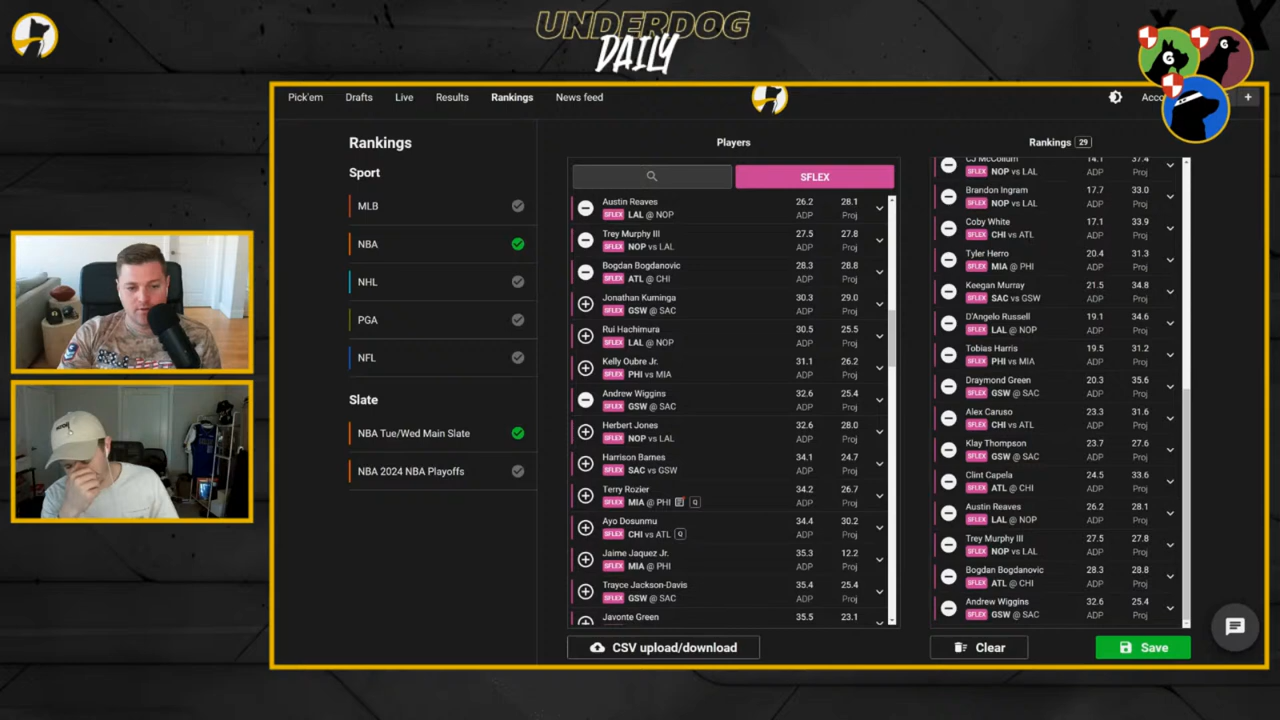 UNDERDOG
DAILY
Pick'em Drafts Live Results Rankings News feed
Rankings
Sport
MLB
NBA
NHL
PGA
NFL
Slate
NBA Tue/Wed Main Slate
NBA 2024 NBA Playoffs
Players
SFLEX
Austin Reaves 26.2 28.1
SFLEX LAL @ NOP ADP Proj
Trey Murphy III 27.5 27.8
SFLEX NOP vs LAL ADP Proj
Bogdan Bogdanovic 28.3 28.8
SFLEX ATL @ CHI ADP Proj
Jonathan Kuminga 30.3 29.0
SFLEX GSW @ SAC ADP Proj
Rui Hachimura 30.5 25.5
SFLEX LAL @ NOP ADP Proj
Kelly Oubre Jr. 31.1 26.2
SFLEX PHI vs MIA ADP Proj
Andrew Wiggins 32.6 25.4
SFLEX GSW @ SAC ADP Proj
Herbert Jones 32.6 28.0
SFLEX NOP vs LAL ADP Proj
Harrison Barnes 34.1 24.7
SFLEX SAC vs GSW ADP Proj
Terry Rozier 34.2 26.7
SFLEX MIA @ PHI Q ADP Proj
Ayo Dosunmu 34.4 30.2
SFLEX CHI vs ATL Q ADP Proj
Jaime Jaquez Jr. 35.3 12.2
SFLEX MIA @ PHI ADP Proj
Trayce Jackson-Davis 35.4 25.4
SFLEX GSW @ SAC ADP Proj
Javonte Green 35.5 23.1
CSV upload/download
Rankings 29
CJ McCollum 14.1 37.4
SFLEX NOP vs LAL ADP Proj
Brandon Ingram 17.7 33.0
SFLEX NOP vs LAL ADP Proj
Coby White 17.1 33.9
SFLEX CHI vs ATL ADP Proj
Tyler Herro 20.4 31.3
SFLEX MIA @ PHI ADP Proj
Keegan Murray 21.5 34.8
SFLEX SAC vs GSW ADP Proj
D'Angelo Russell 19.1 34.6
SFLEX LAL @ NOP ADP Proj
Tobias Harris 19.5 31.2
SFLEX PHI vs MIA ADP Proj
Draymond Green 20.3 35.6
SFLEX GSW @ SAC ADP Proj
Alex Caruso 23.3 31.6
SFLEX CHI vs ATL ADP Proj
Klay Thompson 23.7 27.6
SFLEX GSW @ SAC ADP Proj
Clint Capela 24.5 33.6
SFLEX ATL @ CHI ADP Proj
Austin Reaves 26.2 28.1
SFLEX LAL @ NOP ADP Proj
Trey Murphy III 27.5 27.8
SFLEX NOP vs LAL ADP Proj
Bogdan Bogdanovic 28.3 28.8
SFLEX ATL @ CHI ADP Proj
Andrew Wiggins 32.6 25.4
SFLEX GSW @ SAC ADP Proj
Clear
Save